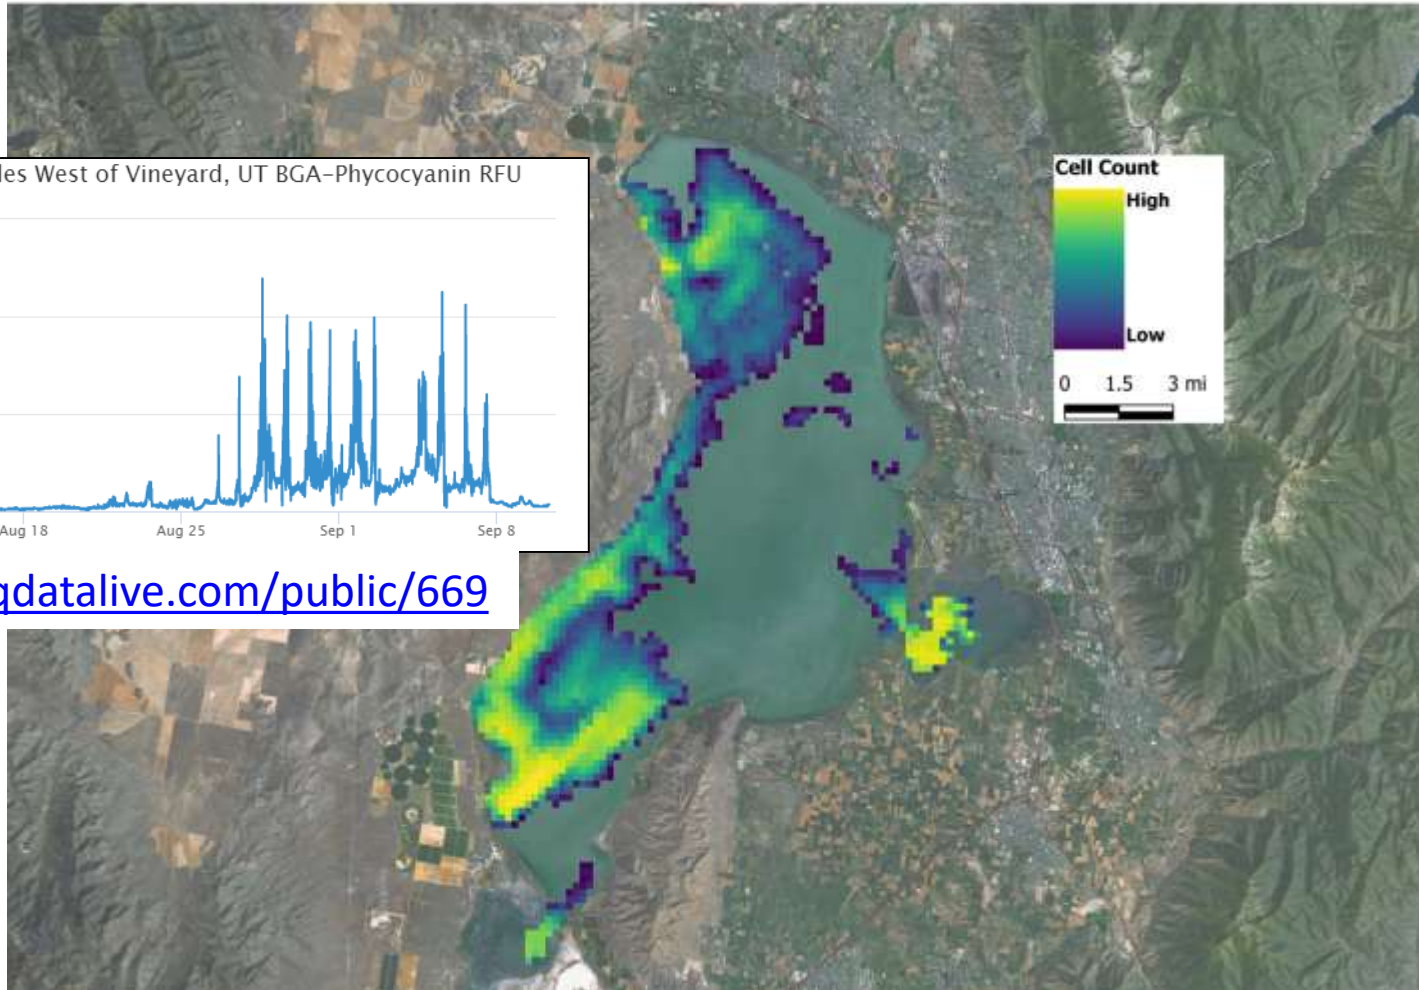 les West of Vineyard, UT BGA-Phycocyanin RFU
Aug 18
Aug 25
Sep 1
Sep 8
qdatalive.com/public/669
Cell Count
High
Low
0 1.5 3 mi